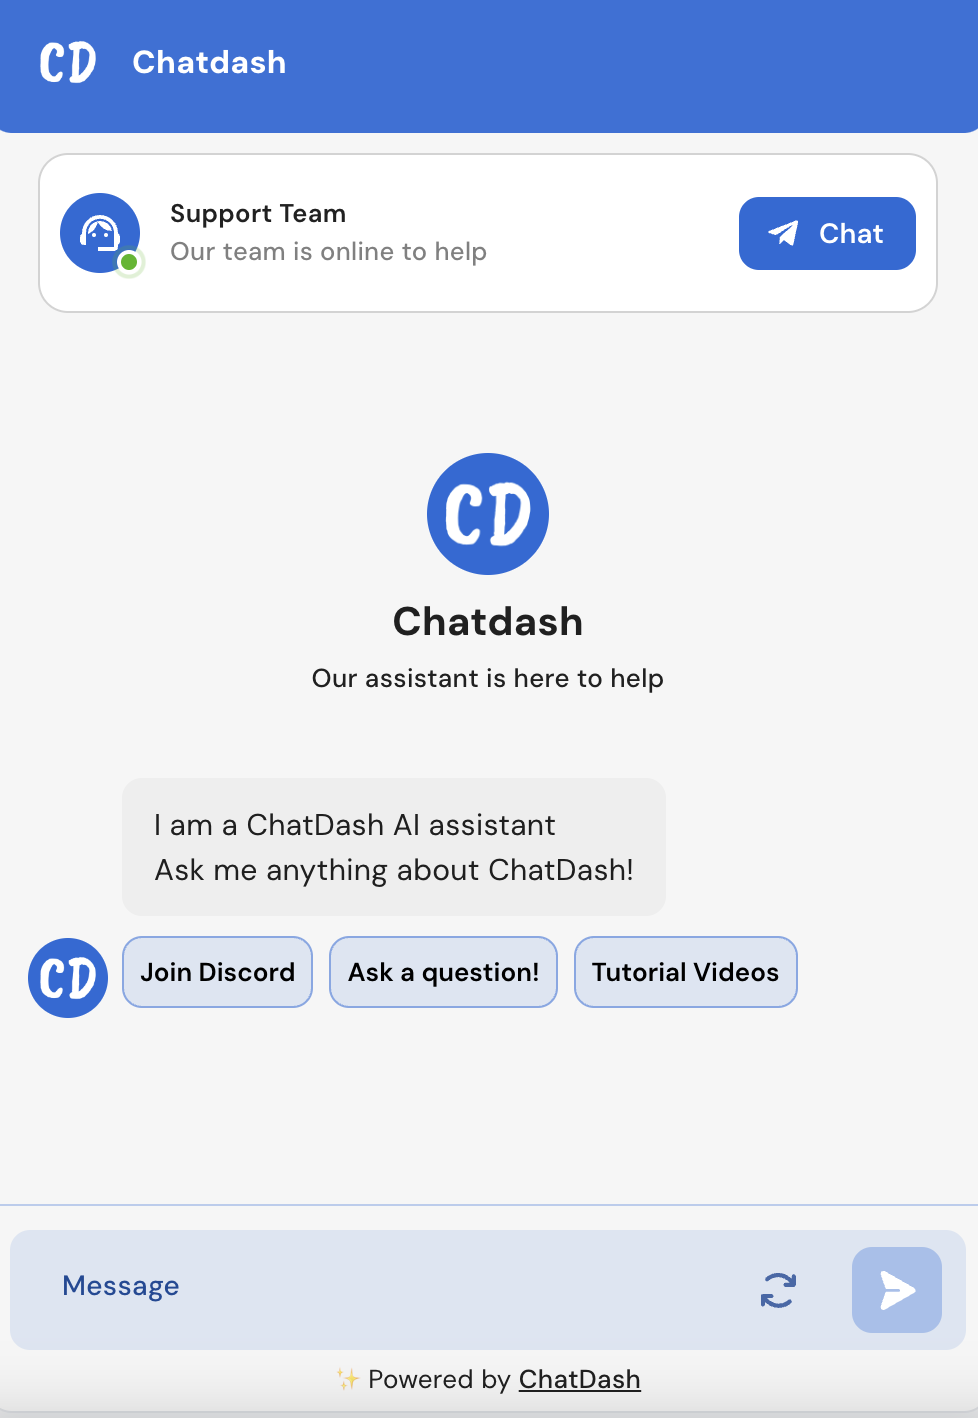 CD Chatdash
Support Team
Our team is online to help
Chat
CD
Chatdash
Our assistant is here to help
I am a ChatDash AI assistant
Ask me anything about ChatDash!
CD
Join Discord Ask a question! Tutorial Videos
Message
✨ Powered by ChatDash